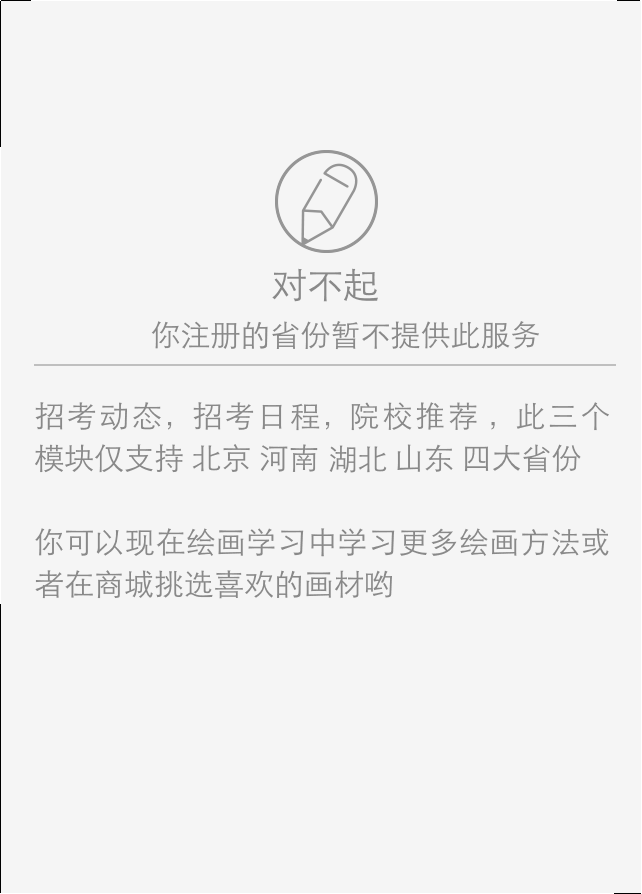 对不起
你注册的省份暂不提供此服务
招考动态，招考日程，院校推荐，此三个
模块仅支持 北京 河南 湖北 山东 四大省份
你可以现在绘画学习中学习更多绘画方法或
者在商城挑选喜欢的画材哟